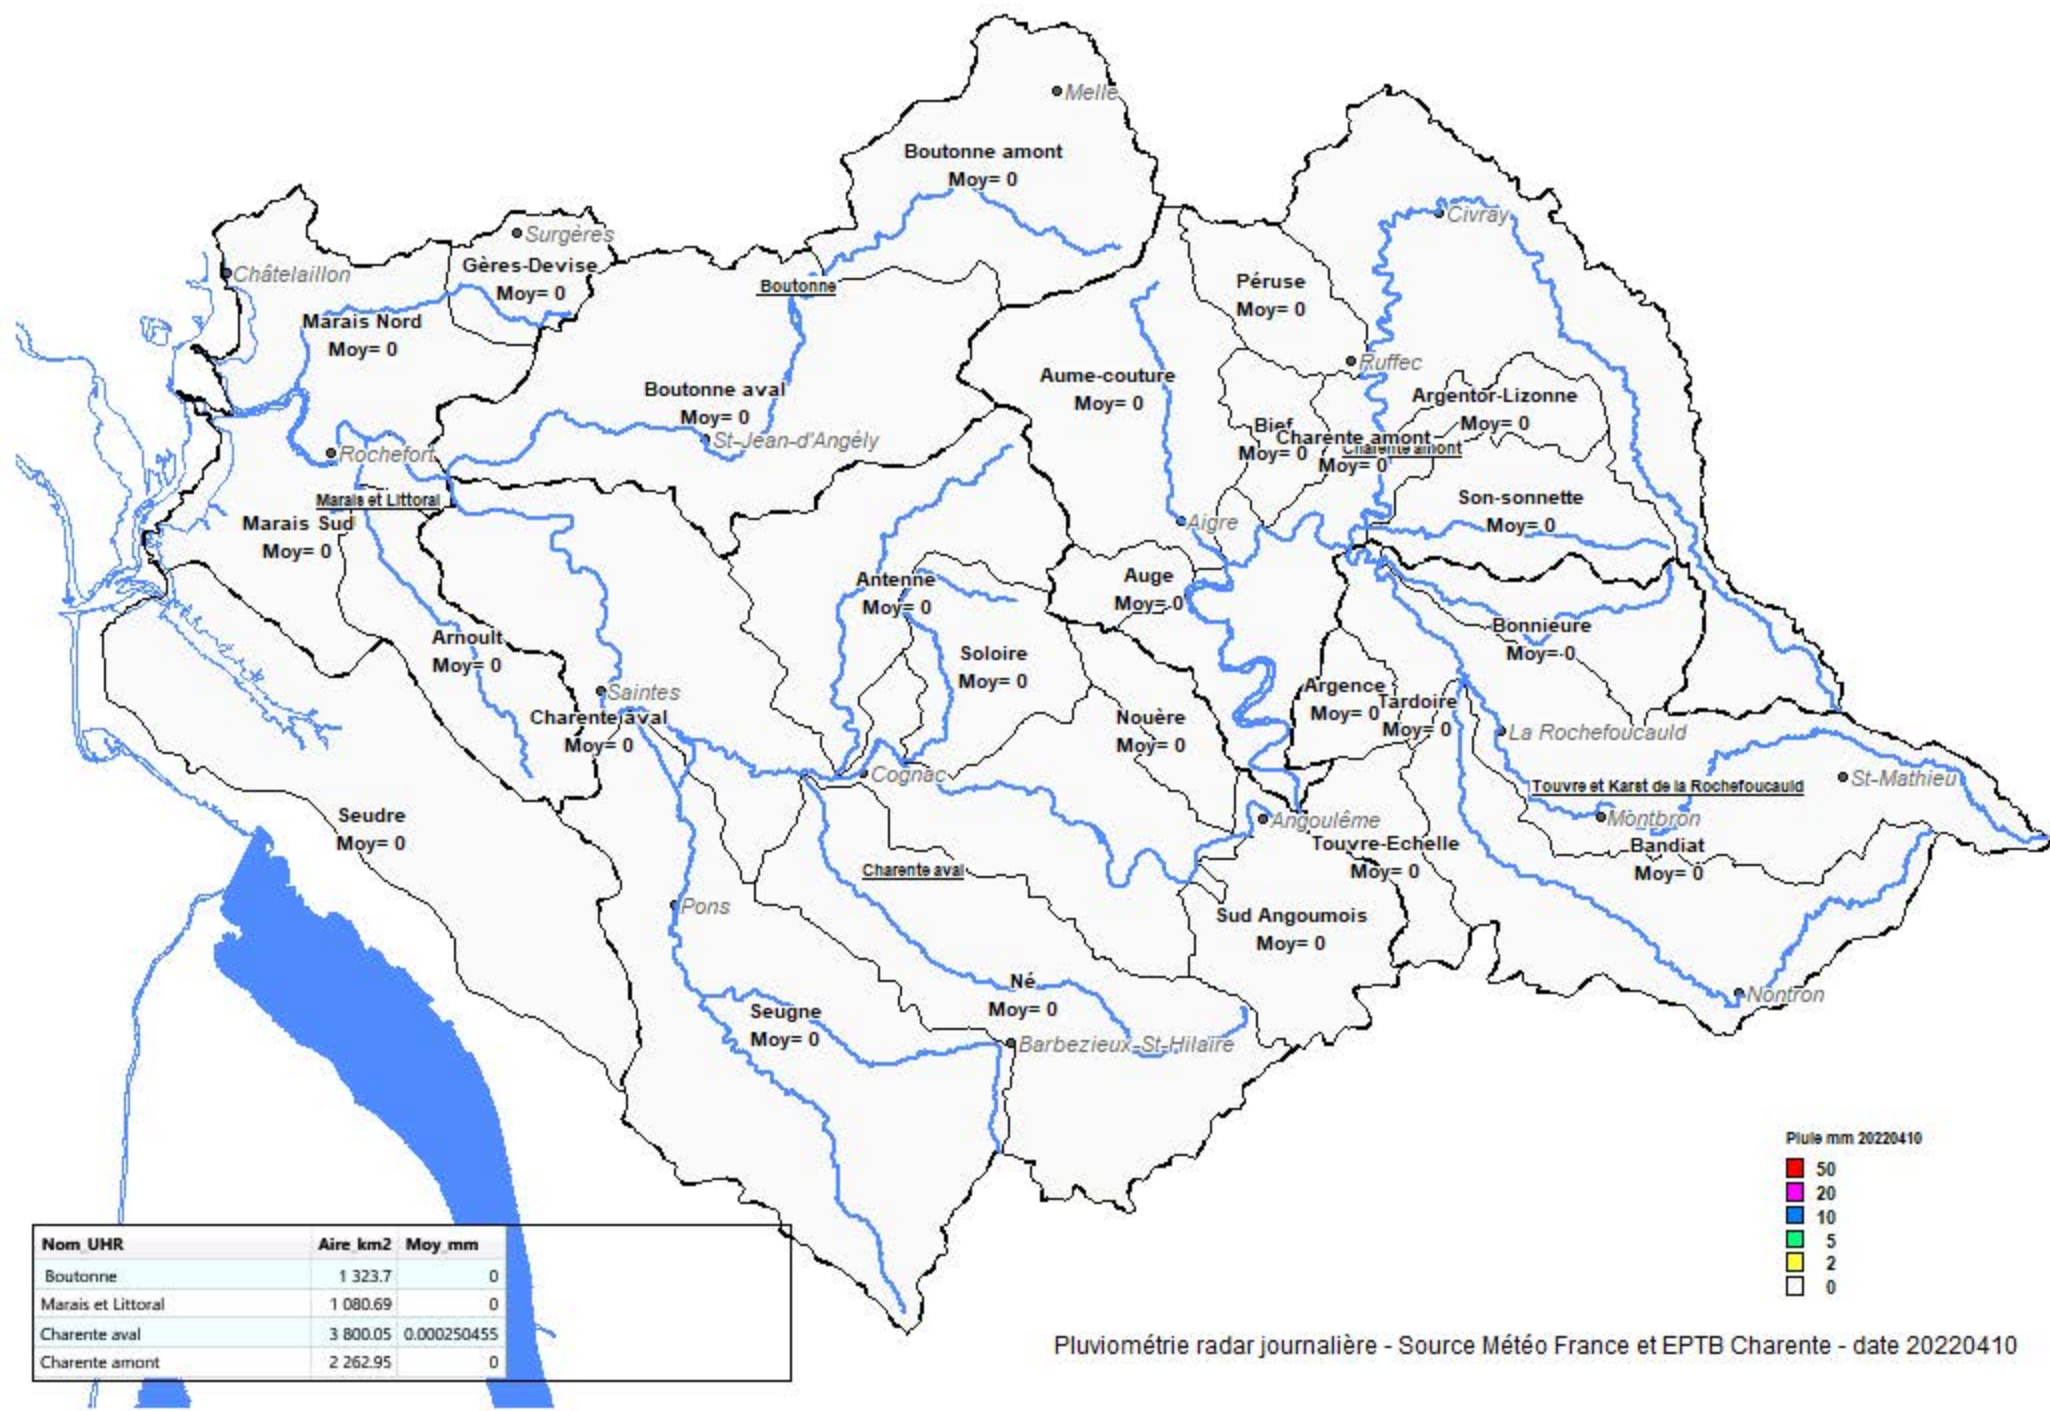 Melle
Boutonne amont
Moy= 0
Civray
Surgères
Châtelaillon
Gères-Devise
Moy= 0
Boutonne
Péruse
Moy= 0
Marais Nord
Moy= 0
Ruffec
Aume-couture
Moy= 0
Boutonne aval
Moy= 0
Argentor-Lizonne
Moy= 0
St-Jean-d'Angély
Bief
Moy= 0
Charente amont
Moy= 0
Charente amont
Rochefort
Marais et Littoral
Son-sonnette
Moy= 0
Marais Sud
Moy= 0
Aigre
Antenne
Moy= 0
Auge
Moy= 0
Bonnieure
Moy= 0
Arnoult
Moy= 0
Soloire
Moy= 0
Saintes
Argence
Moy= 0
Tardoire
Moy= 0
Charente aval
Moy= 0
Nouère
Moy= 0
La Rochefoucauld
Cognac
Touvre et Karst de la Rochefoucauld
St-Mathieu
Seudre
Moy= 0
Angoulême
Montbron
Touvre-Echelle
Moy= 0
Bandiat
Moy= 0
Charente aval
Pons
Sud Angoumois
Moy= 0
Né
Moy= 0
Nontron
Seugne
Moy= 0
Barbezieux-St-Hilaire
Pluie mm 20220410
50
20
10
5
2
0
Nom_UHR Aire_km2 Moy_mm
Boutonne 1 323.7 0
Marais et Littoral 1 080.69 0
Charente aval 3 800.05 0.000250455
Charente amont 2 262.95 0
Pluviométrie radar journalière - Source Météo France et EPTB Charente - date 20220410